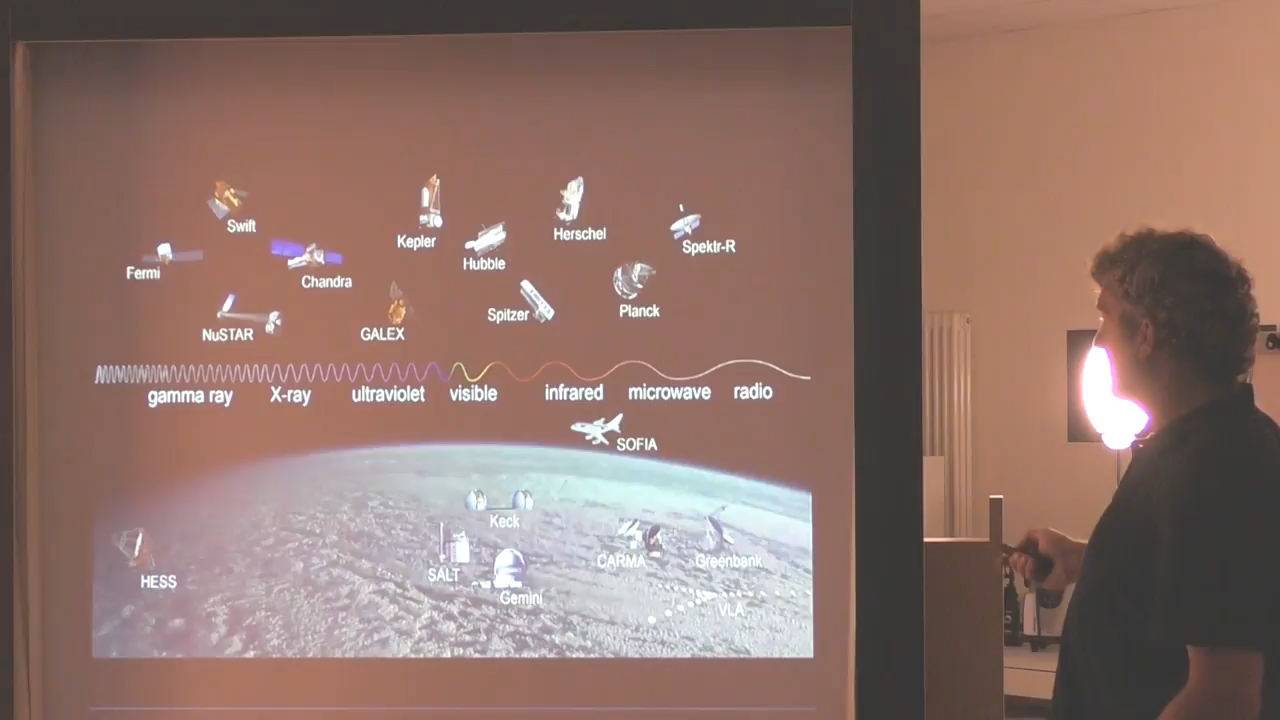 Swift
Kepler
Herschel
Spektr-R
Hubble
Fermi
Chandra
Planck
Spitzer
NuSTAR
GALEX
gamma ray X-ray ultraviolet visible infrared microwave radio
SOFIA
Keck
CARMA
Greenbank
SALT
HESS
Gemini
VLA